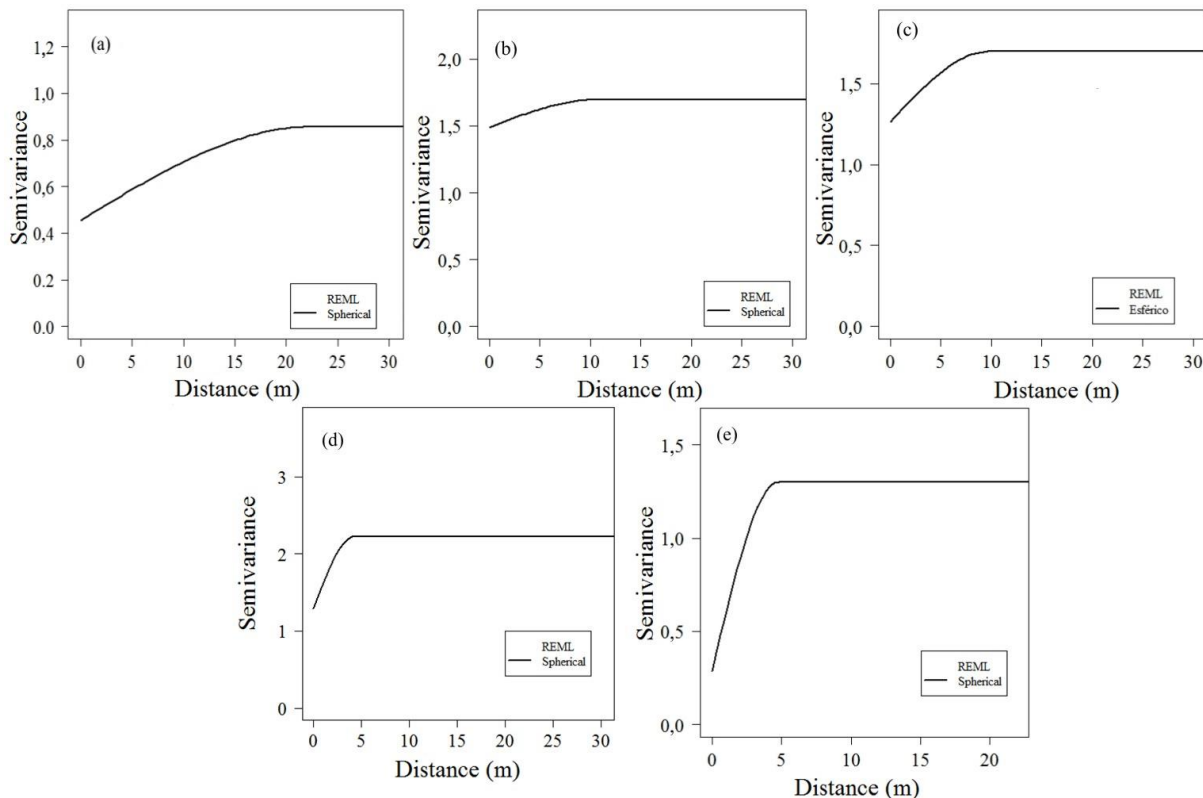 (a)
Semivariance
1,2
1,0
0,8
0,6
0,4
0.2
0.0
REML
Spherical
0 5 10 15 20 25 30
Distance (m)
(b)
Semivariance
2,0
1,5
1,0
0,5
0,0
REML
Spherical
0 5 10 15 20 25 30
Distance (m)
(c)
Semivariance
1,5
1,0
0,5
0,0
REML
Esférico
0 5 10 15 20 25 30
Distance (m)
(d)
Semivariance
3
2
1
0
REML
Spherical
0 5 10 15 20 25 30
Distance (m)
(e)
Semivariance
1,5
1,0
0,5
0,0
REML
Spherical
0 5 10 15 20
Distance (m)